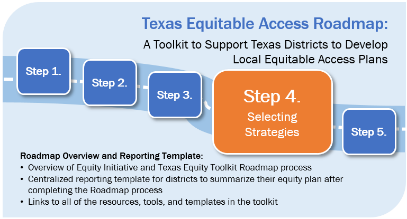 Texas Equitable Access Roadmap:
A Toolkit to Support Texas Districts to Develop
Local Equitable Access Plans
Step 1.
Step 2.
Step 3.
Step 4.
Selecting
Strategies
Step 5.
Roadmap Overview and Reporting Template:
• Overview of Equity Initiative and Texas Equity Toolkit Roadmap process
• Centralized reporting template for districts to summarize their equity plan after
completing the Roadmap process
• Links to all of the resources, tools, and templates in the toolkit